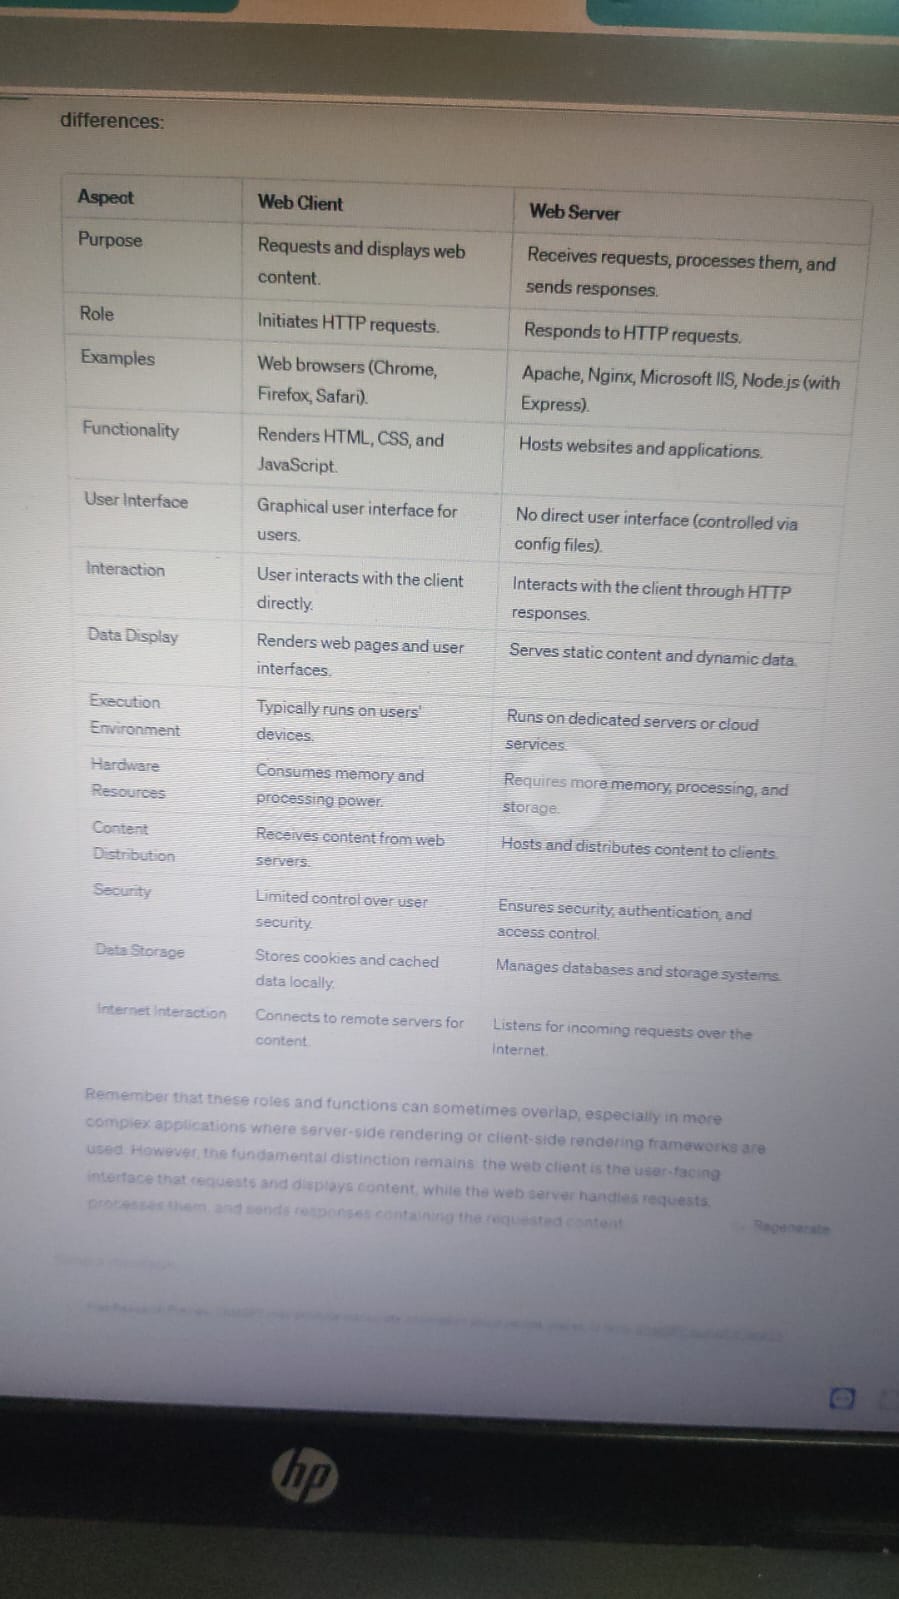 differences:
Aspect
Web Client
Web Server
Purpose
Requests and displays web
content.
Receives requests, processes them, and
sends responses.
Role
Initiates HTTP requests.
Responds to HTTP requests.
Examples
Web browsers (Chrome,
Firefox, Safari).
Apache, Nginx, Microsoft IIS, Node.js (with
Express).
Functionality
Renders HTML, CSS, and
JavaScript.
Hosts websites and applications.
User Interface
Graphical user interface for
users.
No direct user interface (controlled via
config files).
Interaction
User interacts with the client
directly.
Interacts with the client through HTTP
responses.
Data Display
Renders web pages and user
interfaces.
Serves static content and dynamic data.
Execution
Environment
Typically runs on users'
devices.
Runs on dedicated servers or cloud
services.
Hardware
Resources
Consumes memory and
processing power.
Requires more memory, processing, and
storage.
Content
Distribution
Receives content from web
servers.
Hosts and distributes content to clients.
Security
Limited control over user
security.
Ensures security, authentication, and
access control.
Data Storage
Stores cookies and cached
data locally.
Manages databases and storage systems.
Internet Interaction
Connects to remote servers for
content.
Listens for incoming requests over the
Internet.
Remember that these roles and functions can sometimes overlap, especially in more
complex applications where server-side rendering or client-side rendering frameworks are
used. However, the fundamental distinction remains: the web client is the user-facing
interface that requests and displays content, while the web server handles requests,
processes them, and sends responses containing the requested content.
Regenerate
hp